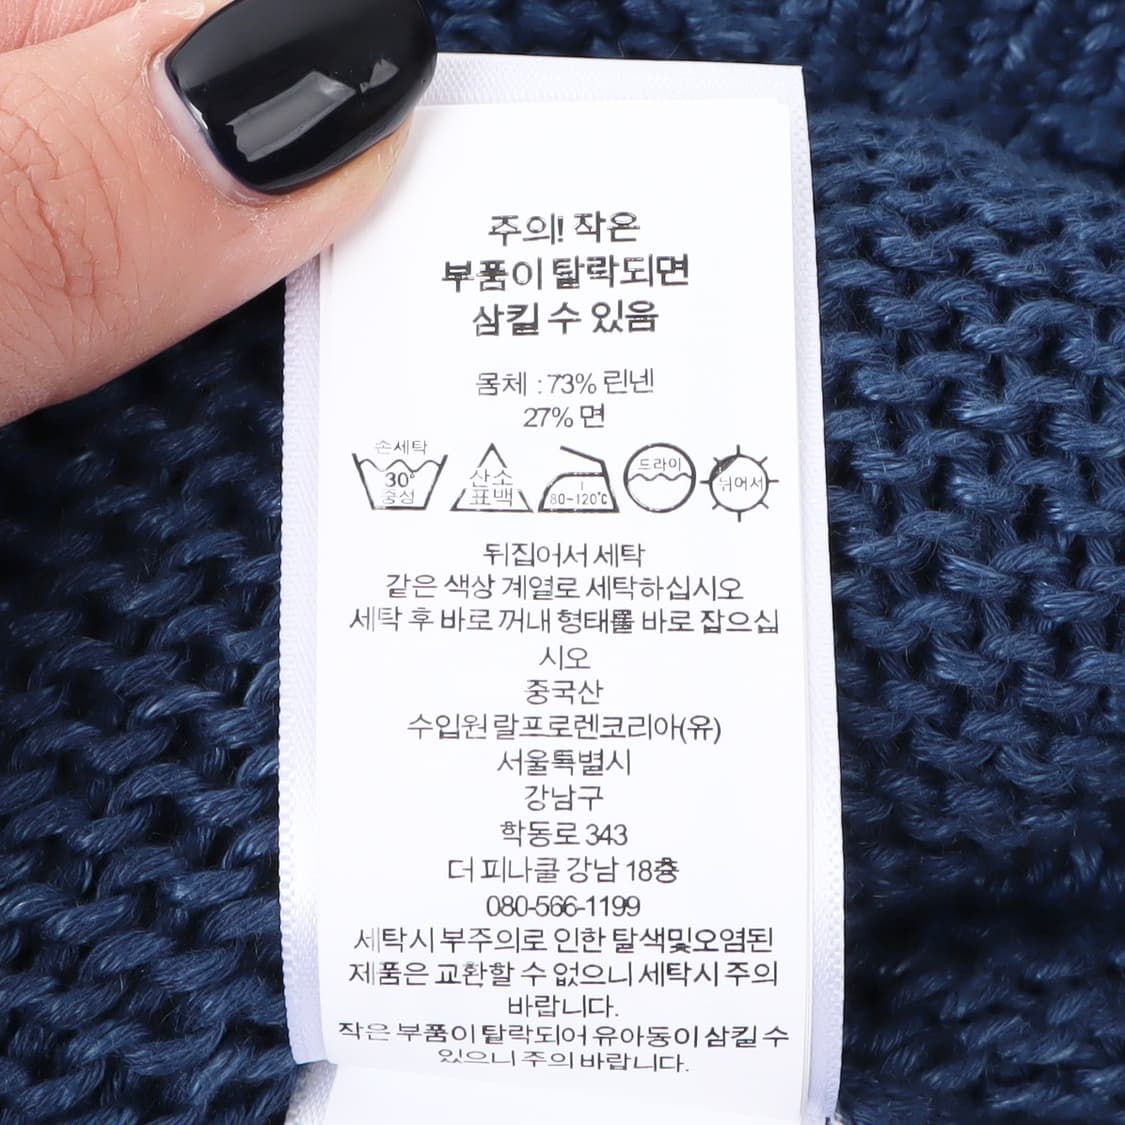 주의! 작은
부품이 탈락되면
삼킬 수 있음
몸체 : 73% 린넨
27% 면
손세탁
30°
중성
산소
표백
80~120°C
드라이
뉘어서
뒤집어서 세탁
같은 색상 계열로 세탁하십시오
세탁 후 바로 꺼내 형태를 바로 잡으십
시오
중국산
수입원 랄프로렌코리아(유)
서울특별시
강남구
학동로 343
더 피나클 강남 18층
080-566-1199
세탁시 부주의로 인한 탈색및오염된
제품은 교환할 수 없으니 세탁시 주의
바랍니다.
작은 부품이 탈락되어 유아동이 삼킬 수
있으니 주의 바랍니다.